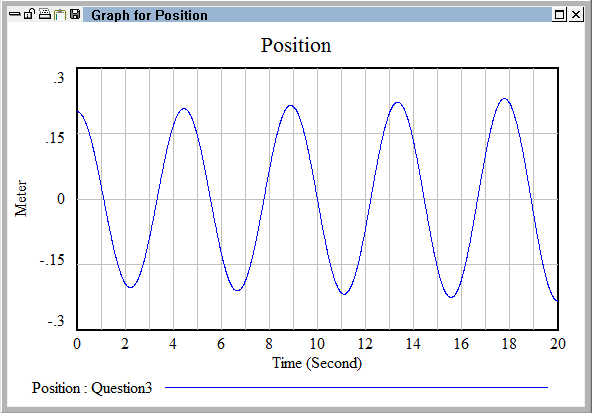 Graph for Position
Position
.3
.15
0
-.15
-.3
Meter
0 2 4 6 8 10 12 14 16 18 20
Time (Second)
Position : Question3